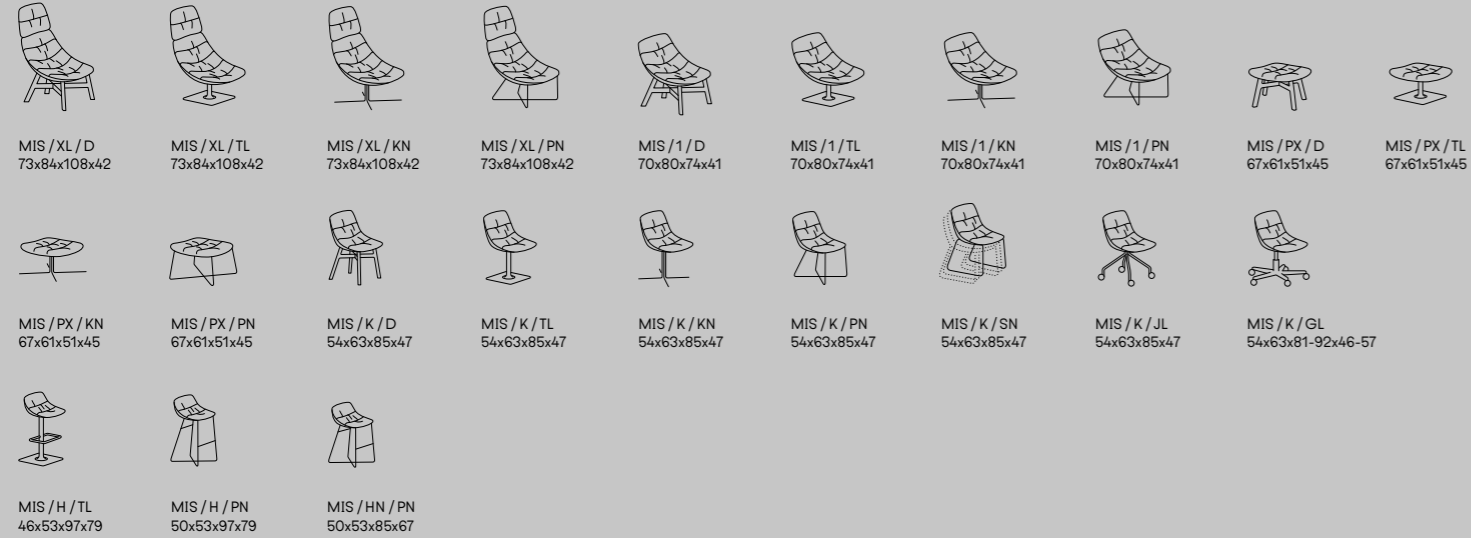 MIS / XL / D
73x84x108x42
MIS / XL / TL
73x84x108x42
MIS / XL / KN
73x84x108x42
MIS / XL / PN
73x84x108x42
MIS / 1 / D
70x80x74x41
MIS / 1 / TL
70x80x74x41
MIS / 1 / KN
70x80x74x41
MIS / 1 / PN
70x80x74x41
MIS / PX / D
67x61x51x45
MIS / PX / TL
67x61x51x45
MIS / PX / KN
67x61x51x45
MIS / PX / PN
67x61x51x45
MIS / K / D
54x63x85x47
MIS / K / TL
54x63x85x47
MIS / K / KN
54x63x85x47
MIS / K / PN
54x63x85x47
MIS / K / SN
54x63x85x47
MIS / K / JL
54x63x85x47
MIS / K / GL
54x63x81-92x46-57
MIS / H / TL
46x53x97x79
MIS / H / PN
50x53x97x79
MIS / HN / PN
50x53x85x67